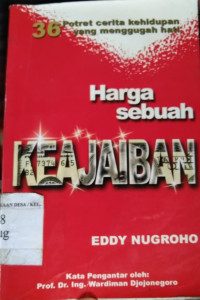 36 Potret cerita kehidupan
yang menggugah hati
Harga
sebuah
KEAJAIBAN
EDDY NUGROHO
Kata Pengantar oleh:
Prof. Dr. Ing. Wardiman Djojonegoro